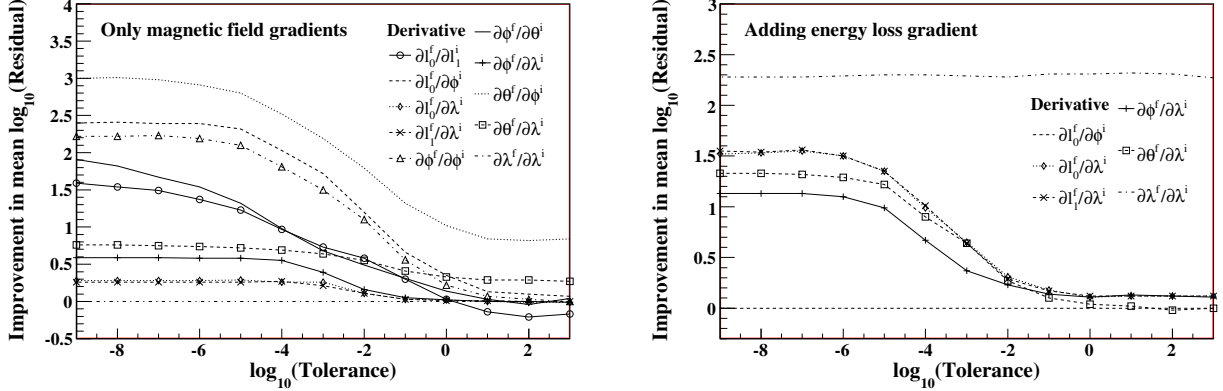 Only magnetic field gradients
Derivative
∂l₀ᶠ/∂l₁ⁱ
∂l₀ᶠ/∂ϕⁱ
∂l₀ᶠ/∂λⁱ
∂l₁ᶠ/∂λⁱ
∂ϕᶠ/∂ϕⁱ
∂ϕᶠ/∂θⁱ
∂ϕᶠ/∂λⁱ
∂θᶠ/∂ϕⁱ
∂θᶠ/∂λⁱ
∂λᶠ/∂λⁱ
Improvement in mean log₁₀(Residual)
4
3.5
3
2.5
2
1.5
1
0.5
0
-0.5
-8 -6 -4 -2 0 2
log₁₀(Tolerance)
Adding energy loss gradient
Derivative
∂l₀ᶠ/∂ϕⁱ
∂l₀ᶠ/∂λⁱ
∂l₁ᶠ/∂λⁱ
∂ϕᶠ/∂λⁱ
∂θᶠ/∂λⁱ
∂λᶠ/∂λⁱ
Improvement in mean log₁₀(Residual)
3
2.5
2
1.5
1
0.5
0
-8 -6 -4 -2 0 2
log₁₀(Tolerance)